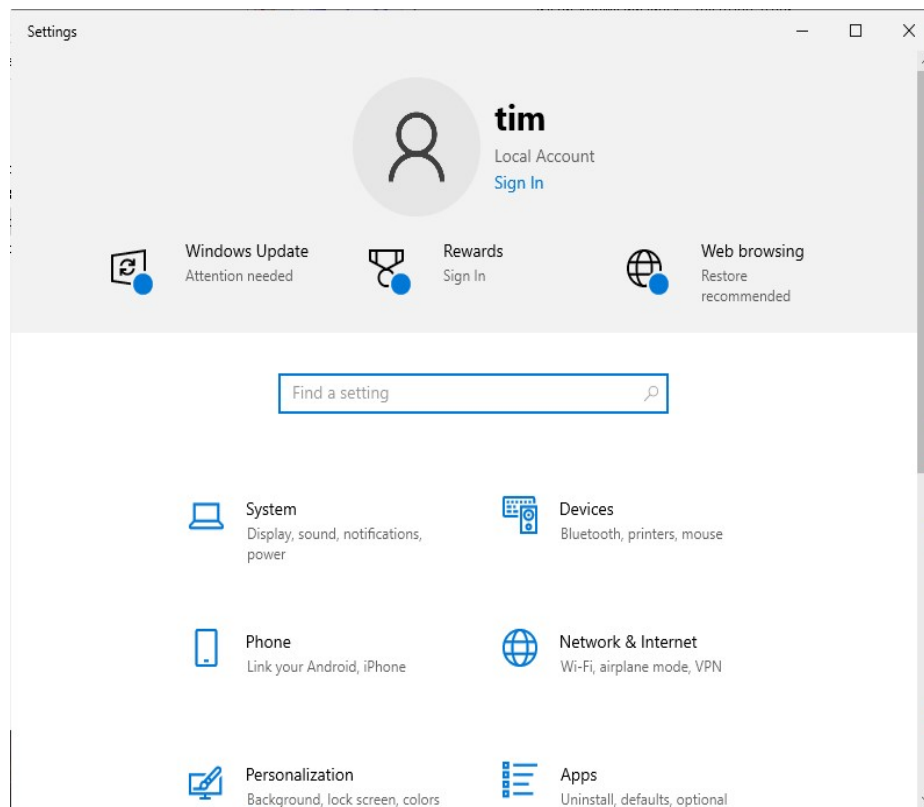 Settings
tim
Local Account
Sign In
Windows Update
Attention needed
Rewards
Sign In
Web browsing
Restore
recommended
Find a setting
System
Display, sound, notifications,
power
Devices
Bluetooth, printers, mouse
Phone
Link your Android, iPhone
Network & Internet
Wi-Fi, airplane mode, VPN
Personalization
Background, lock screen, colors
Apps
Uninstall, defaults, optional